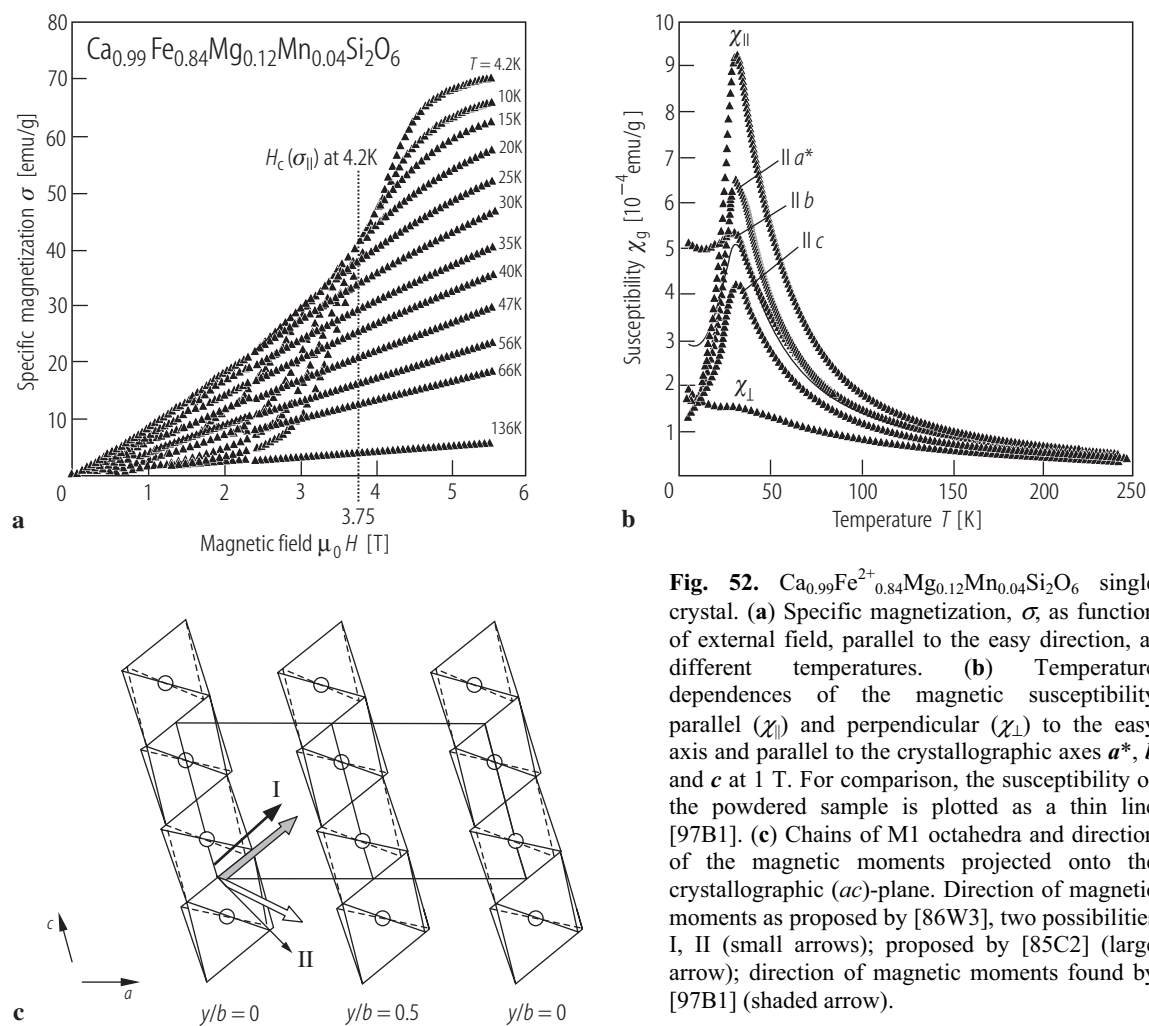 80
70
60
50
40
30
20
10
0
Specific magnetization σ [emu/g]
Ca0.99 Fe0.84Mg0.12Mn0.04Si2O6
T = 4.2K
10K
15K
20K
25K
30K
35K
40K
47K
56K
66K
136K
Hc (σ||) at 4.2K
1 2 3 4 5 6
3.75
Magnetic field μ0 H [T]
a
10
9
8
7
6
5
4
3
2
1
Susceptibility χg [10−4 emu/g]
χ||
|| a*
|| b
|| c
χ⊥
0 50 100 150 200 250
Temperature T [K]
b
I
II
c
a
y/b = 0 y/b = 0.5 y/b = 0
c
Fig. 52. Ca0.99Fe2+0.84Mg0.12Mn0.04Si2O6 single
crystal. (a) Specific magnetization, σ, as function
of external field, parallel to the easy direction, a
different temperatures. (b) Temperature
dependences of the magnetic susceptibility
parallel (χ||) and perpendicular (χ⊥) to the easy
axis and parallel to the crystallographic axes a*, b
and c at 1 T. For comparison, the susceptibility o
the powdered sample is plotted as a thin line
[97B1]. (c) Chains of M1 octahedra and direction
of the magnetic moments projected onto the
crystallographic (ac)-plane. Direction of magnetic
moments as proposed by [86W3], two possibilitie
I, II (small arrows); proposed by [85C2] (large
arrow); direction of magnetic moments found by
[97B1] (shaded arrow).